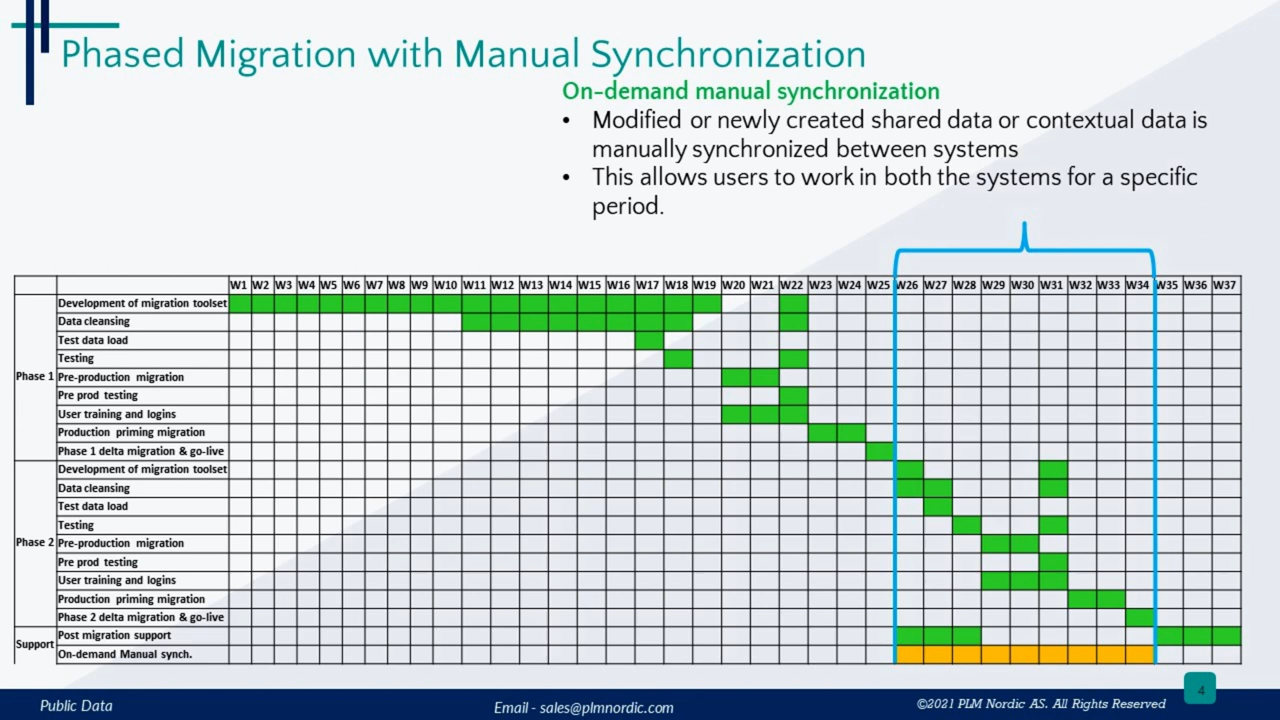 Phased Migration with Manual Synchronization
On-demand manual synchronization
• Modified or newly created shared data or contextual data is
manually synchronized between systems
• This allows users to work in both the systems for a specific
period.
W1 W2 W3 W4 W5 W6 W7 W8 W9 W10 W11 W12 W13 W14 W15 W16 W17 W18 W19 W20 W21 W22 W23 W24 W25 W26 W27 W28 W29 W30 W31 W32 W33 W34 W35 W36 W37
Phase 1
Development of migration toolset
Data cleansing
Test data load
Testing
Pre-production migration
Pre prod testing
User training and logins
Production priming migration
Phase 1 delta migration & go-live
Phase 2
Development of migration toolset
Data cleansing
Test data load
Testing
Pre-production migration
Pre prod testing
User training and logins
Production priming migration
Phase 2 delta migration & go-live
Support
Post migration support
On-demand Manual synch.
4
Public Data
Email - sales@plmnordic.com
©2021 PLM Nordic AS. All Rights Reserved